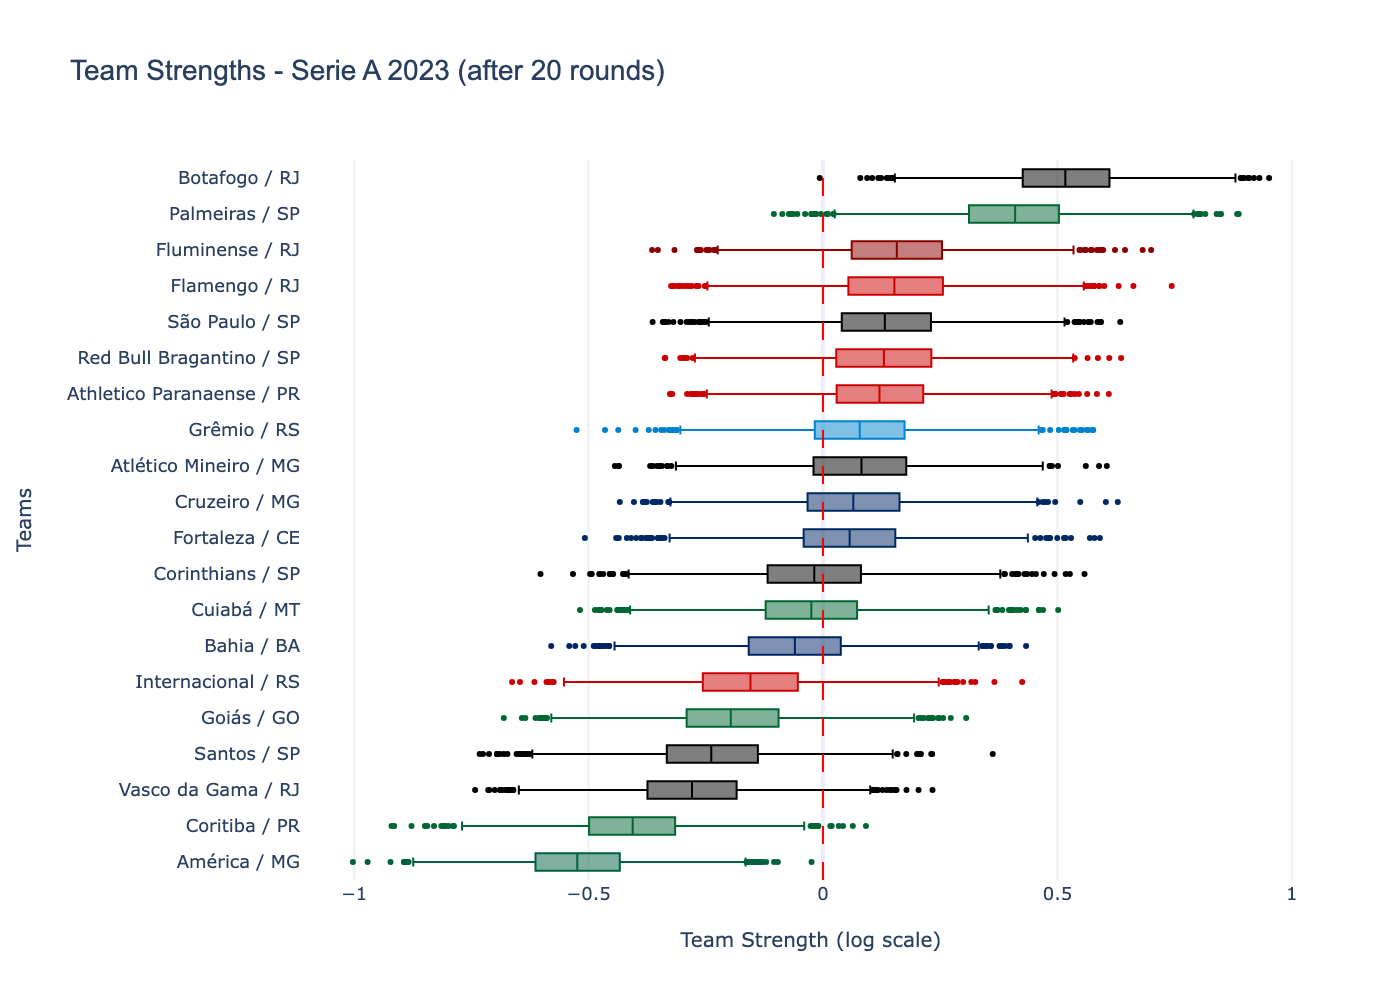 Team Strengths - Serie A 2023 (after 20 rounds)
Teams
Botafogo / RJ
Palmeiras / SP
Fluminense / RJ
Flamengo / RJ
São Paulo / SP
Red Bull Bragantino / SP
Athletico Paranaense / PR
Grêmio / RS
Atlético Mineiro / MG
Cruzeiro / MG
Fortaleza / CE
Corinthians / SP
Cuiabá / MT
Bahia / BA
Internacional / RS
Goiás / GO
Santos / SP
Vasco da Gama / RJ
Coritiba / PR
América / MG
−1 −0.5 0 0.5 1
Team Strength (log scale)